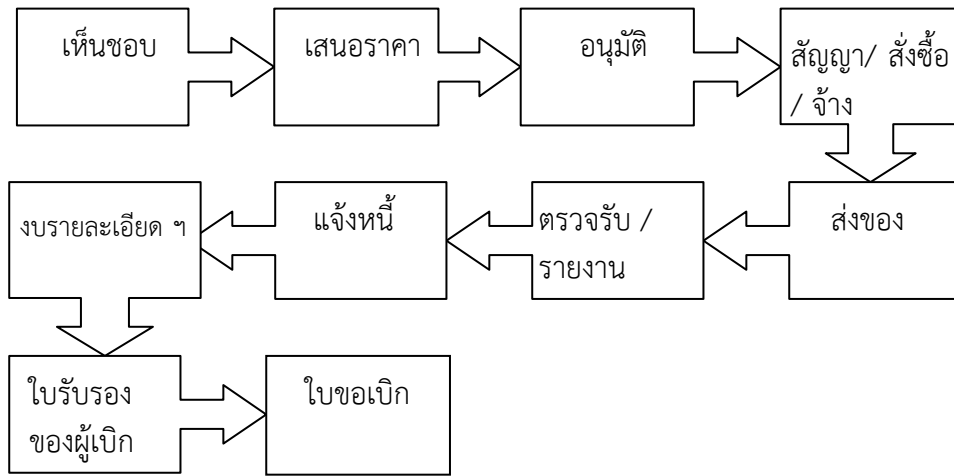 เห็นชอบ
เสนอราคา
อนุมัติ
สัญญา/ สั่งซื้อ
/ จ้าง
ส่งของ
ตรวจรับ /
รายงาน
แจ้งหนี้
งบรายละเอียด ฯ
ใบรับรอง
ของผู้เบิก
ใบขอเบิก